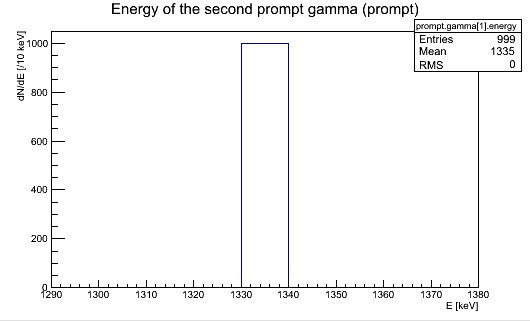 Energy of the second prompt gamma (prompt)
prompt.gamma[1].energy
Entries 999
Mean 1335
RMS 0
dN/dE [/10 keV]
1000
800
600
400
200
0
1290 1300 1310 1320 1330 1340 1350 1360 1370 1380
E [keV]